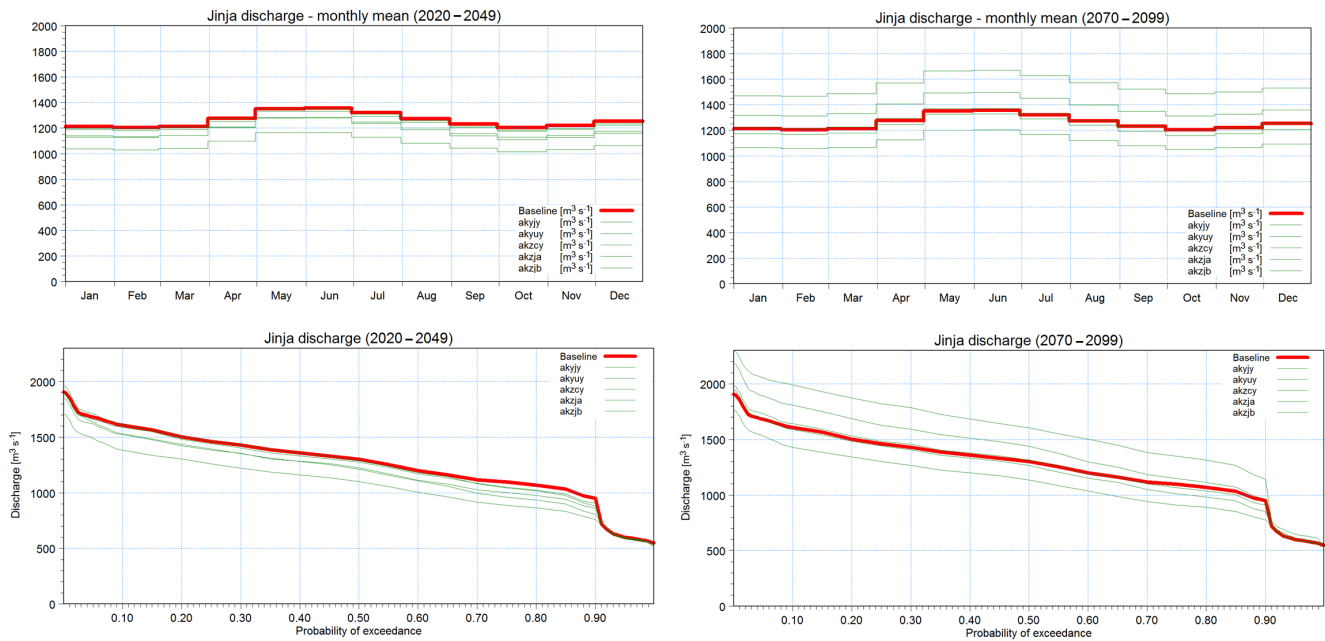 Jinja discharge - monthly mean (2020 – 2049)
2000
1800
1600
1400
1200
1000
800
600
400
200
0
Baseline [m³ s⁻¹]
akyjy [m³ s⁻¹]
akyuy [m³ s⁻¹]
akzcy [m³ s⁻¹]
akzja [m³ s⁻¹]
akzjb [m³ s⁻¹]
Jan Feb Mar Apr May Jun Jul Aug Sep Oct Nov Dec
Jinja discharge - monthly mean (2070 – 2099)
2000
1800
1600
1400
1200
1000
800
600
400
200
0
Baseline [m³ s⁻¹]
akyjy [m³ s⁻¹]
akyuy [m³ s⁻¹]
akzcy [m³ s⁻¹]
akzja [m³ s⁻¹]
akzjb [m³ s⁻¹]
Jan Feb Mar Apr May Jun Jul Aug Sep Oct Nov Dec
Jinja discharge (2020 – 2049)
Discharge [m³ s⁻¹]
2000
1500
1000
500
0
Baseline
akyjy
akyuy
akzcy
akzja
akzjb
0.10 0.20 0.30 0.40 0.50 0.60 0.70 0.80 0.90
Probability of exceedance
Jinja discharge (2070 – 2099)
Discharge [m³ s⁻¹]
2000
1500
1000
500
0
Baseline
akyjy
akyuy
akzcy
akzja
akzjb
0.10 0.20 0.30 0.40 0.50 0.60 0.70 0.80 0.90
Probability of exceedance